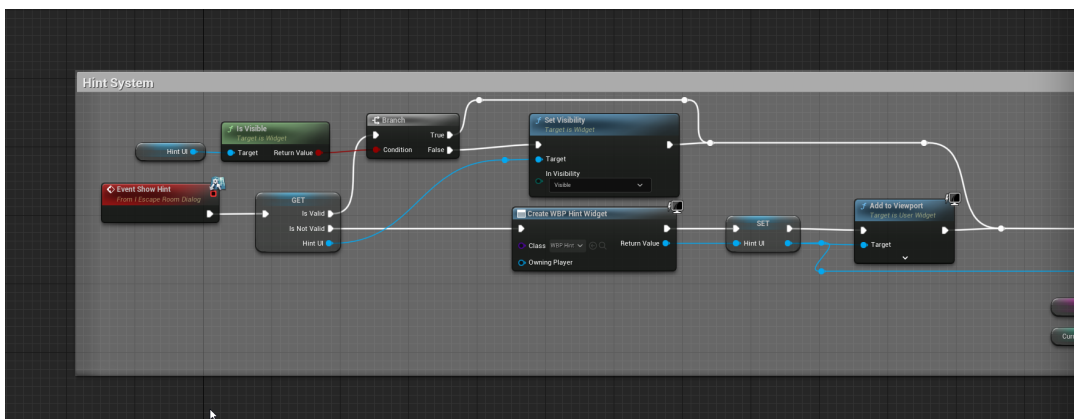 Hint System
Branch
True
Condition
False
Is Visible
Target is Widget
Hint UI
Target
Return Value
Set Visibility
Target is Widget
Target
In Visibility
Visible
Event Show Hint
From I Escape Room Dialog
GET
Is Valid
Is Not Valid
Hint UI
Create WBP Hint Widget
Class
WBP Hint
Return Value
Owning Player
SET
Hint UI
Add to Viewport
Target is User Widget
Target